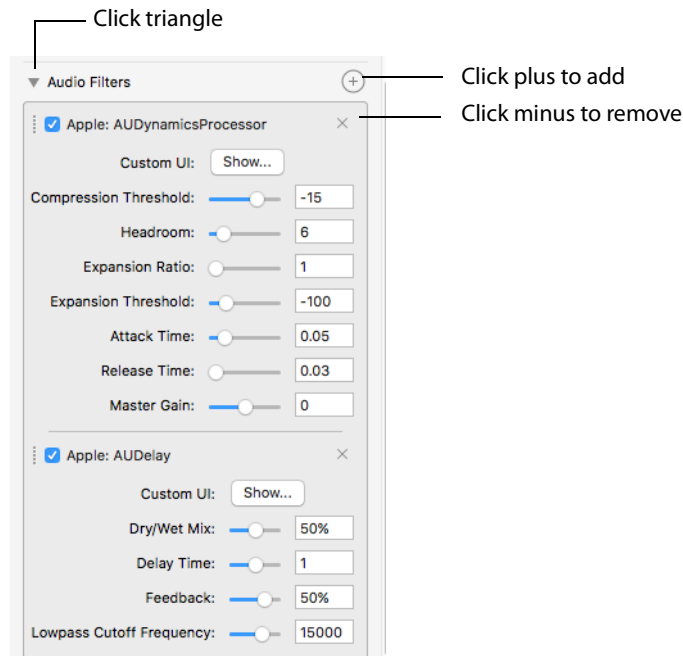 Click triangle
Audio Filters
Click plus to add
Click minus to remove
Apple: AUDynamicsProcessor
Custom UI: Show...
Compression Threshold: -15
Headroom: 6
Expansion Ratio: 1
Expansion Threshold: -100
Attack Time: 0.05
Release Time: 0.03
Master Gain: 0
Apple: AUDelay
Custom UI: Show...
Dry/Wet Mix: 50%
Delay Time: 1
Feedback: 50%
Lowpass Cutoff Frequency: 15000